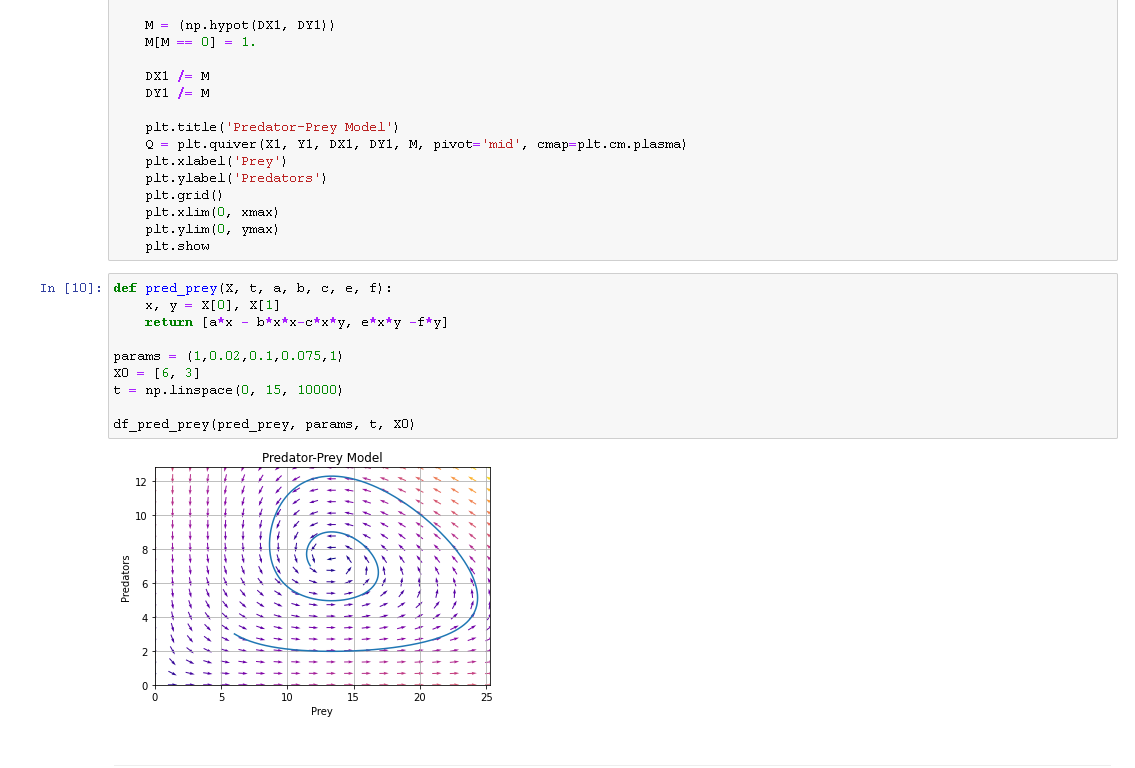 M = (np.hypot(DX1, DY1))
M[M == 0] = 1.
DX1 /= M
DY1 /= M
plt.title('Predator-Prey Model')
Q = plt.quiver(X1, Y1, DX1, DY1, M, pivot='mid', cmap=plt.cm.plasma)
plt.xlabel('Prey')
plt.ylabel('Predators')
plt.grid()
plt.xlim(0, xmax)
plt.ylim(0, ymax)
plt.show
In [10]: def pred_prey(X, t, a, b, c, e, f):
x, y = X[0], X[1]
return [a*x - b*x*x-c*x*y, e*x*y -f*y]
params = (1,0.02,0.1,0.075,1)
X0 = [6, 3]
t = np.linspace(0, 15, 10000)
df_pred_prey(pred_prey, params, t, X0)
Predator-Prey Model
12
10
8
6
4
2
0
Predators
0 5 10 15 20 25
Prey